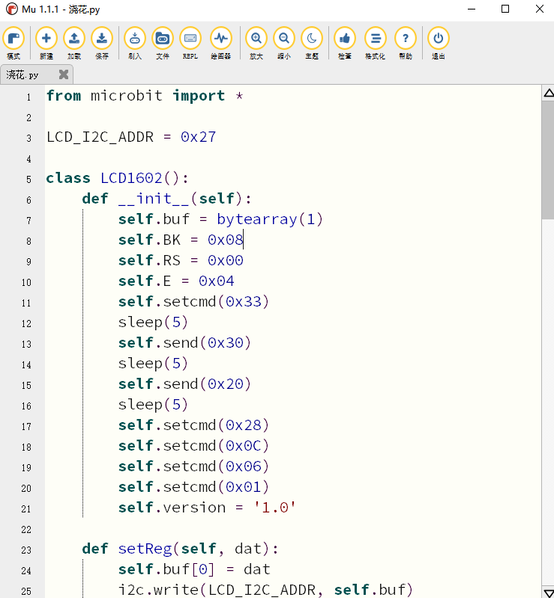 Mu 1.1.1 - 浇花.py
模式 新建 加载 保存 刷入 文件 REPL 绘图器 放大 缩小 主题 检查 格式化 帮助 退出
浇花.py
1 from microbit import *
2
3 LCD_I2C_ADDR = 0x27
4
5 class LCD1602():
6 def __init__(self):
7 self.buf = bytearray(1)
8 self.BK = 0x08
9 self.RS = 0x00
10 self.E = 0x04
11 self.setcmd(0x33)
12 sleep(5)
13 self.send(0x30)
14 sleep(5)
15 self.send(0x20)
16 sleep(5)
17 self.setcmd(0x28)
18 self.setcmd(0x0C)
19 self.setcmd(0x06)
20 self.setcmd(0x01)
21 self.version = '1.0'
22
23 def setReg(self, dat):
24 self.buf[0] = dat
25 i2c.write(LCD_I2C_ADDR, self.buf)